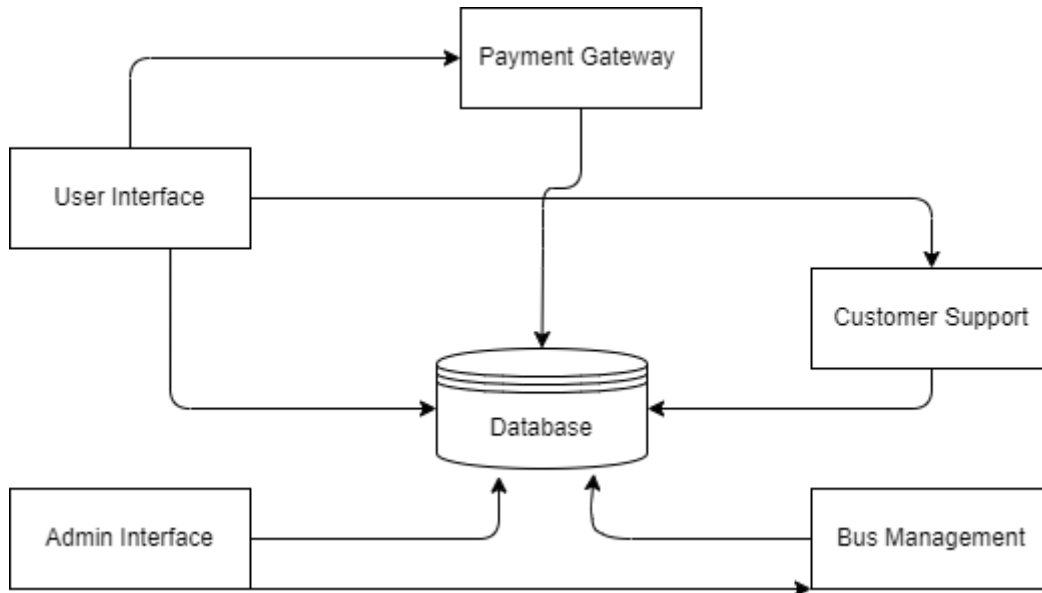 Payment Gateway
User Interface
Customer Support
Database
Admin Interface
Bus Management